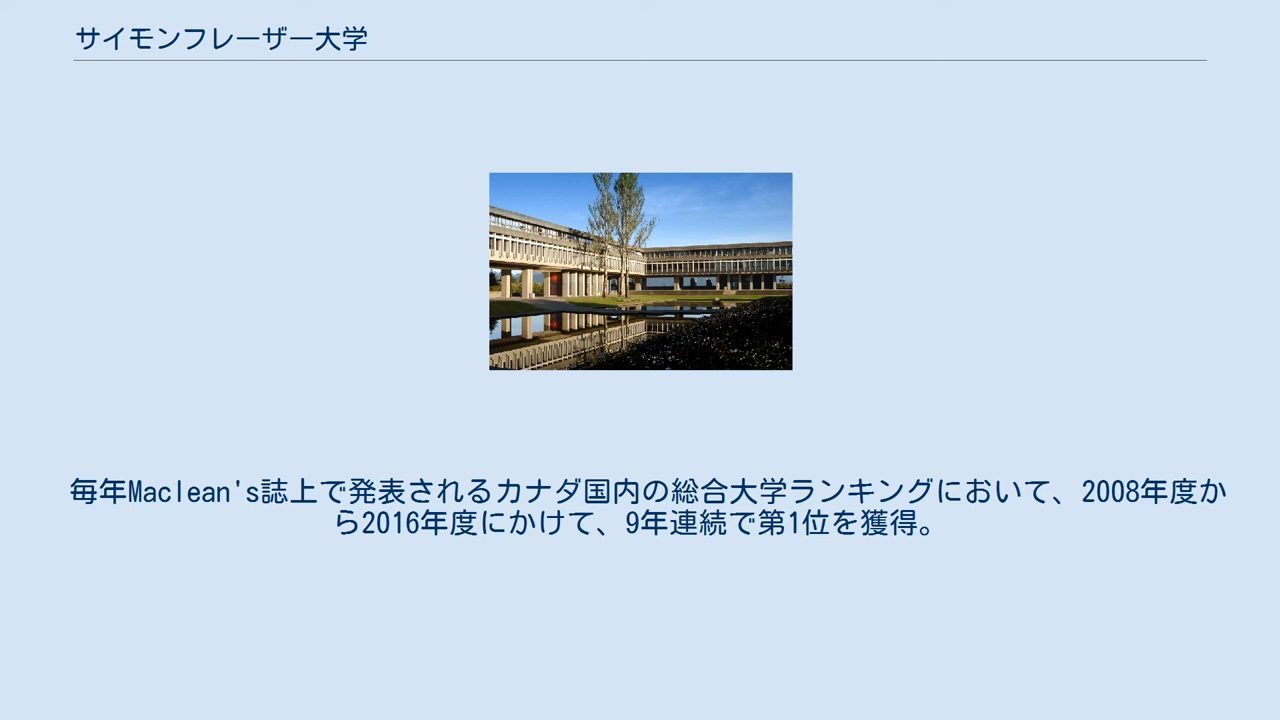 サイモンフレーザー大学
毎年Maclean's誌上で発表されるカナダ国内の総合大学ランキングにおいて、2008年度か
ら2016年度にかけて、9年連続で第1位を獲得。